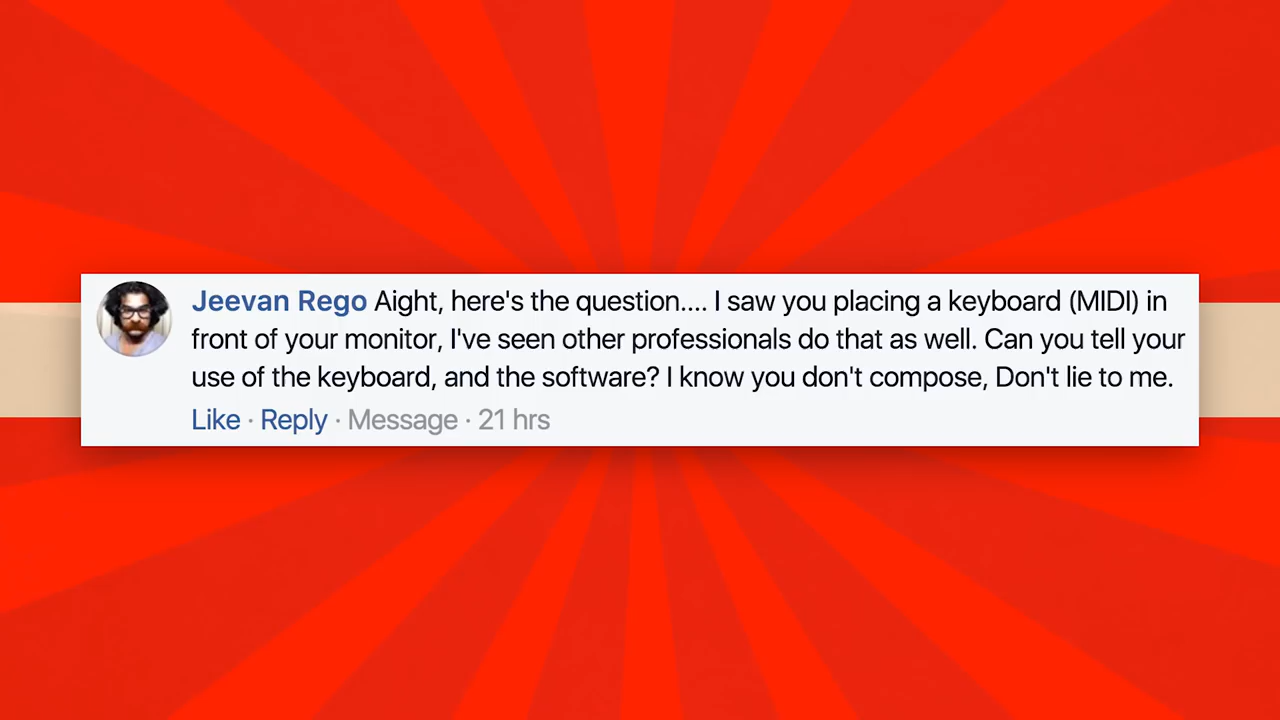 Jeevan Rego Aight, here's the question.... I saw you placing a keyboard (MIDI) in
front of your monitor, I've seen other professionals do that as well. Can you tell your
use of the keyboard, and the software? I know you don't compose, Don't lie to me.
Like · Reply · Message · 21 hrs